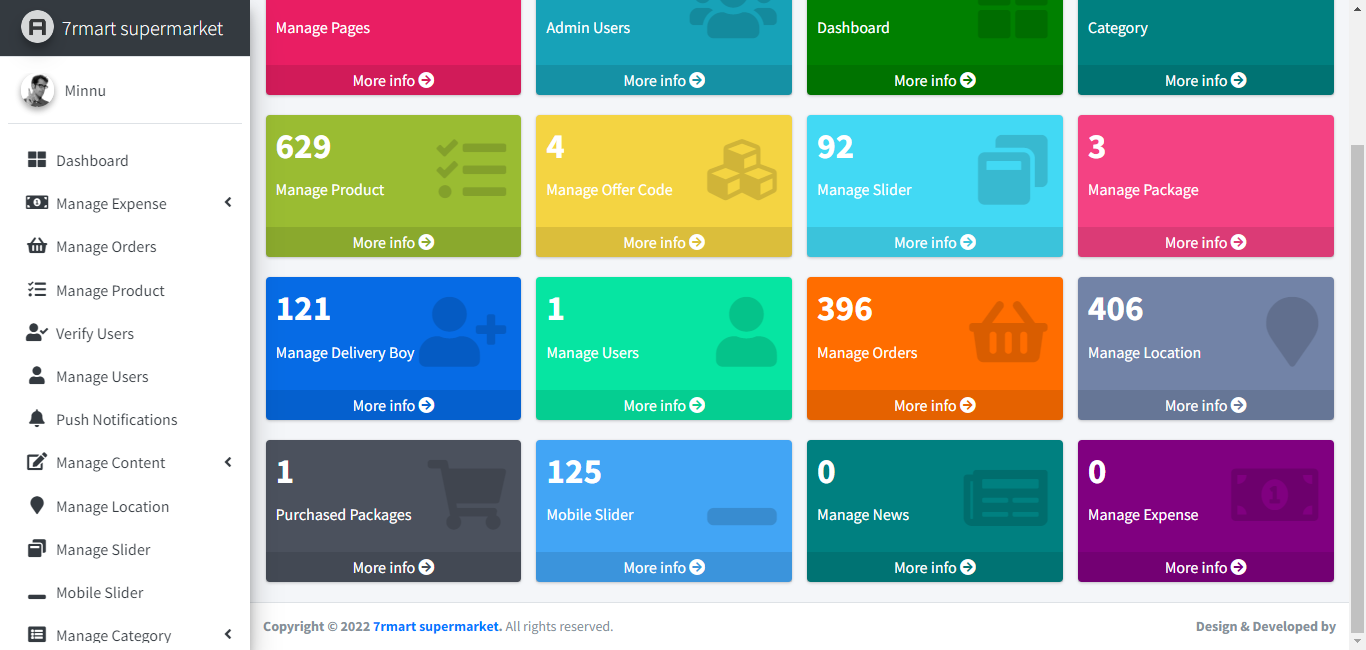 7rmart supermarket
Minnu
Dashboard
Manage Expense
Manage Orders
Manage Product
Verify Users
Manage Users
Push Notifications
Manage Content
Manage Location
Manage Slider
Mobile Slider
Manage Category
Manage Pages
More info
Admin Users
More info
Dashboard
More info
Category
More info
629
Manage Product
More info
4
Manage Offer Code
More info
92
Manage Slider
More info
3
Manage Package
More info
121
Manage Delivery Boy
More info
1
Manage Users
More info
396
Manage Orders
More info
406
Manage Location
More info
1
Purchased Packages
More info
125
Mobile Slider
More info
0
Manage News
More info
0
Manage Expense
More info
Copyright © 2022 7rmart supermarket. All rights reserved.
Design & Developed by